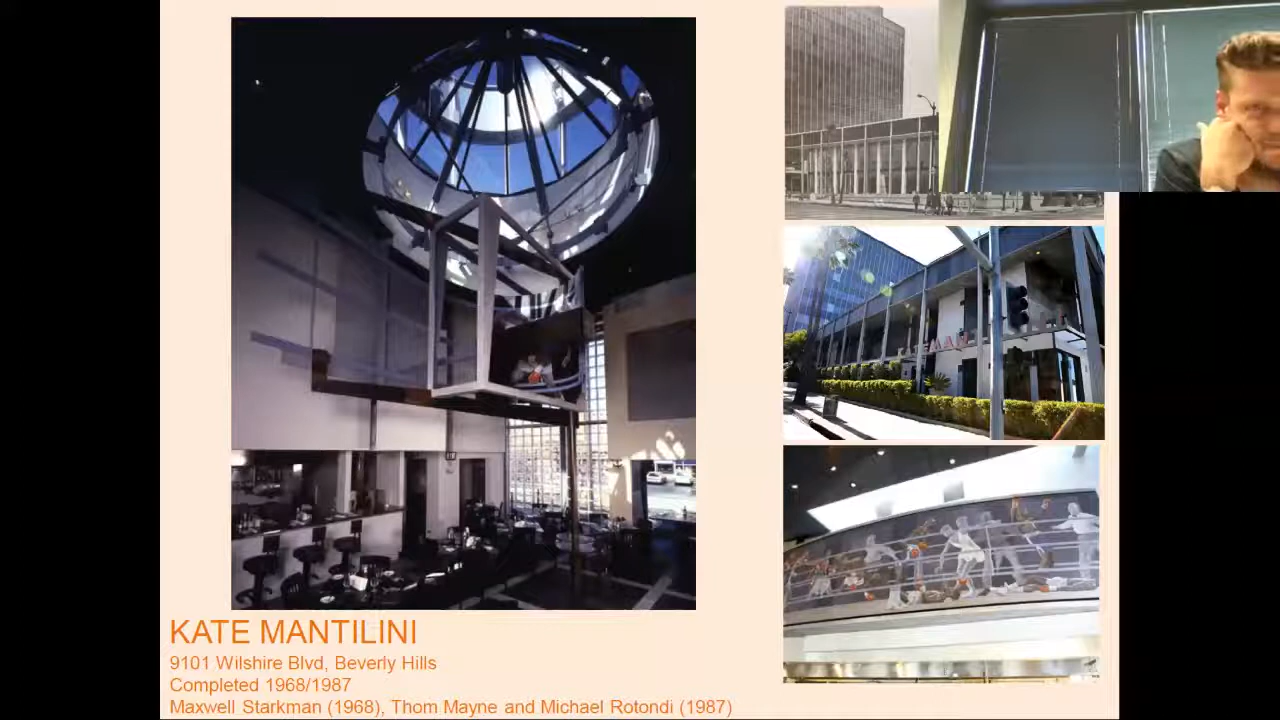 KATE MANTILINI
9101 Wilshire Blvd, Beverly Hills
Completed 1968/1987
Maxwell Starkman (1968), Thom Mayne and Michael Rotondi (1987)